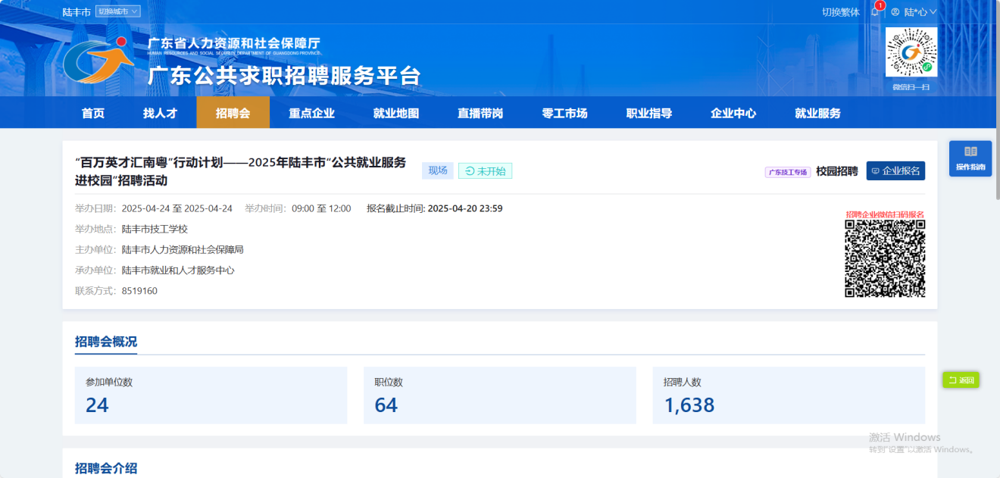 陆丰市 切换城市 切换繁体 1 陆*心
广东省人力资源和社会保障厅
HUMAN RESOURCES AND SOCIAL SECURITY DEPARTMENT OF GUANGDONG PROVINCE
广东公共求职招聘服务平台
微信扫一扫
首页 找人才 招聘会 重点企业 就业地图 直播带岗 零工市场 职业指导 企业中心 就业服务
“百万英才汇南粤”行动计划——2025年陆丰市“公共就业服务
进校园”招聘活动
现场 未开始 广东技工专场 校园招聘 企业报名
操作指南
举办日期: 2025-04-24 至 2025-04-24 举办时间: 09:00 至 12:00 报名截止时间: 2025-04-20 23:59
招聘企业微信扫码报名
举办地点: 陆丰市技工学校
主办单位: 陆丰市人力资源和社会保障局
承办单位: 陆丰市就业和人才服务中心
联系方式: 8519160
招聘会概况
参加单位数 职位数 招聘人数
24 64 1,638
返回
激活 Windows
转到“设置”以激活 Windows。
招聘会介绍